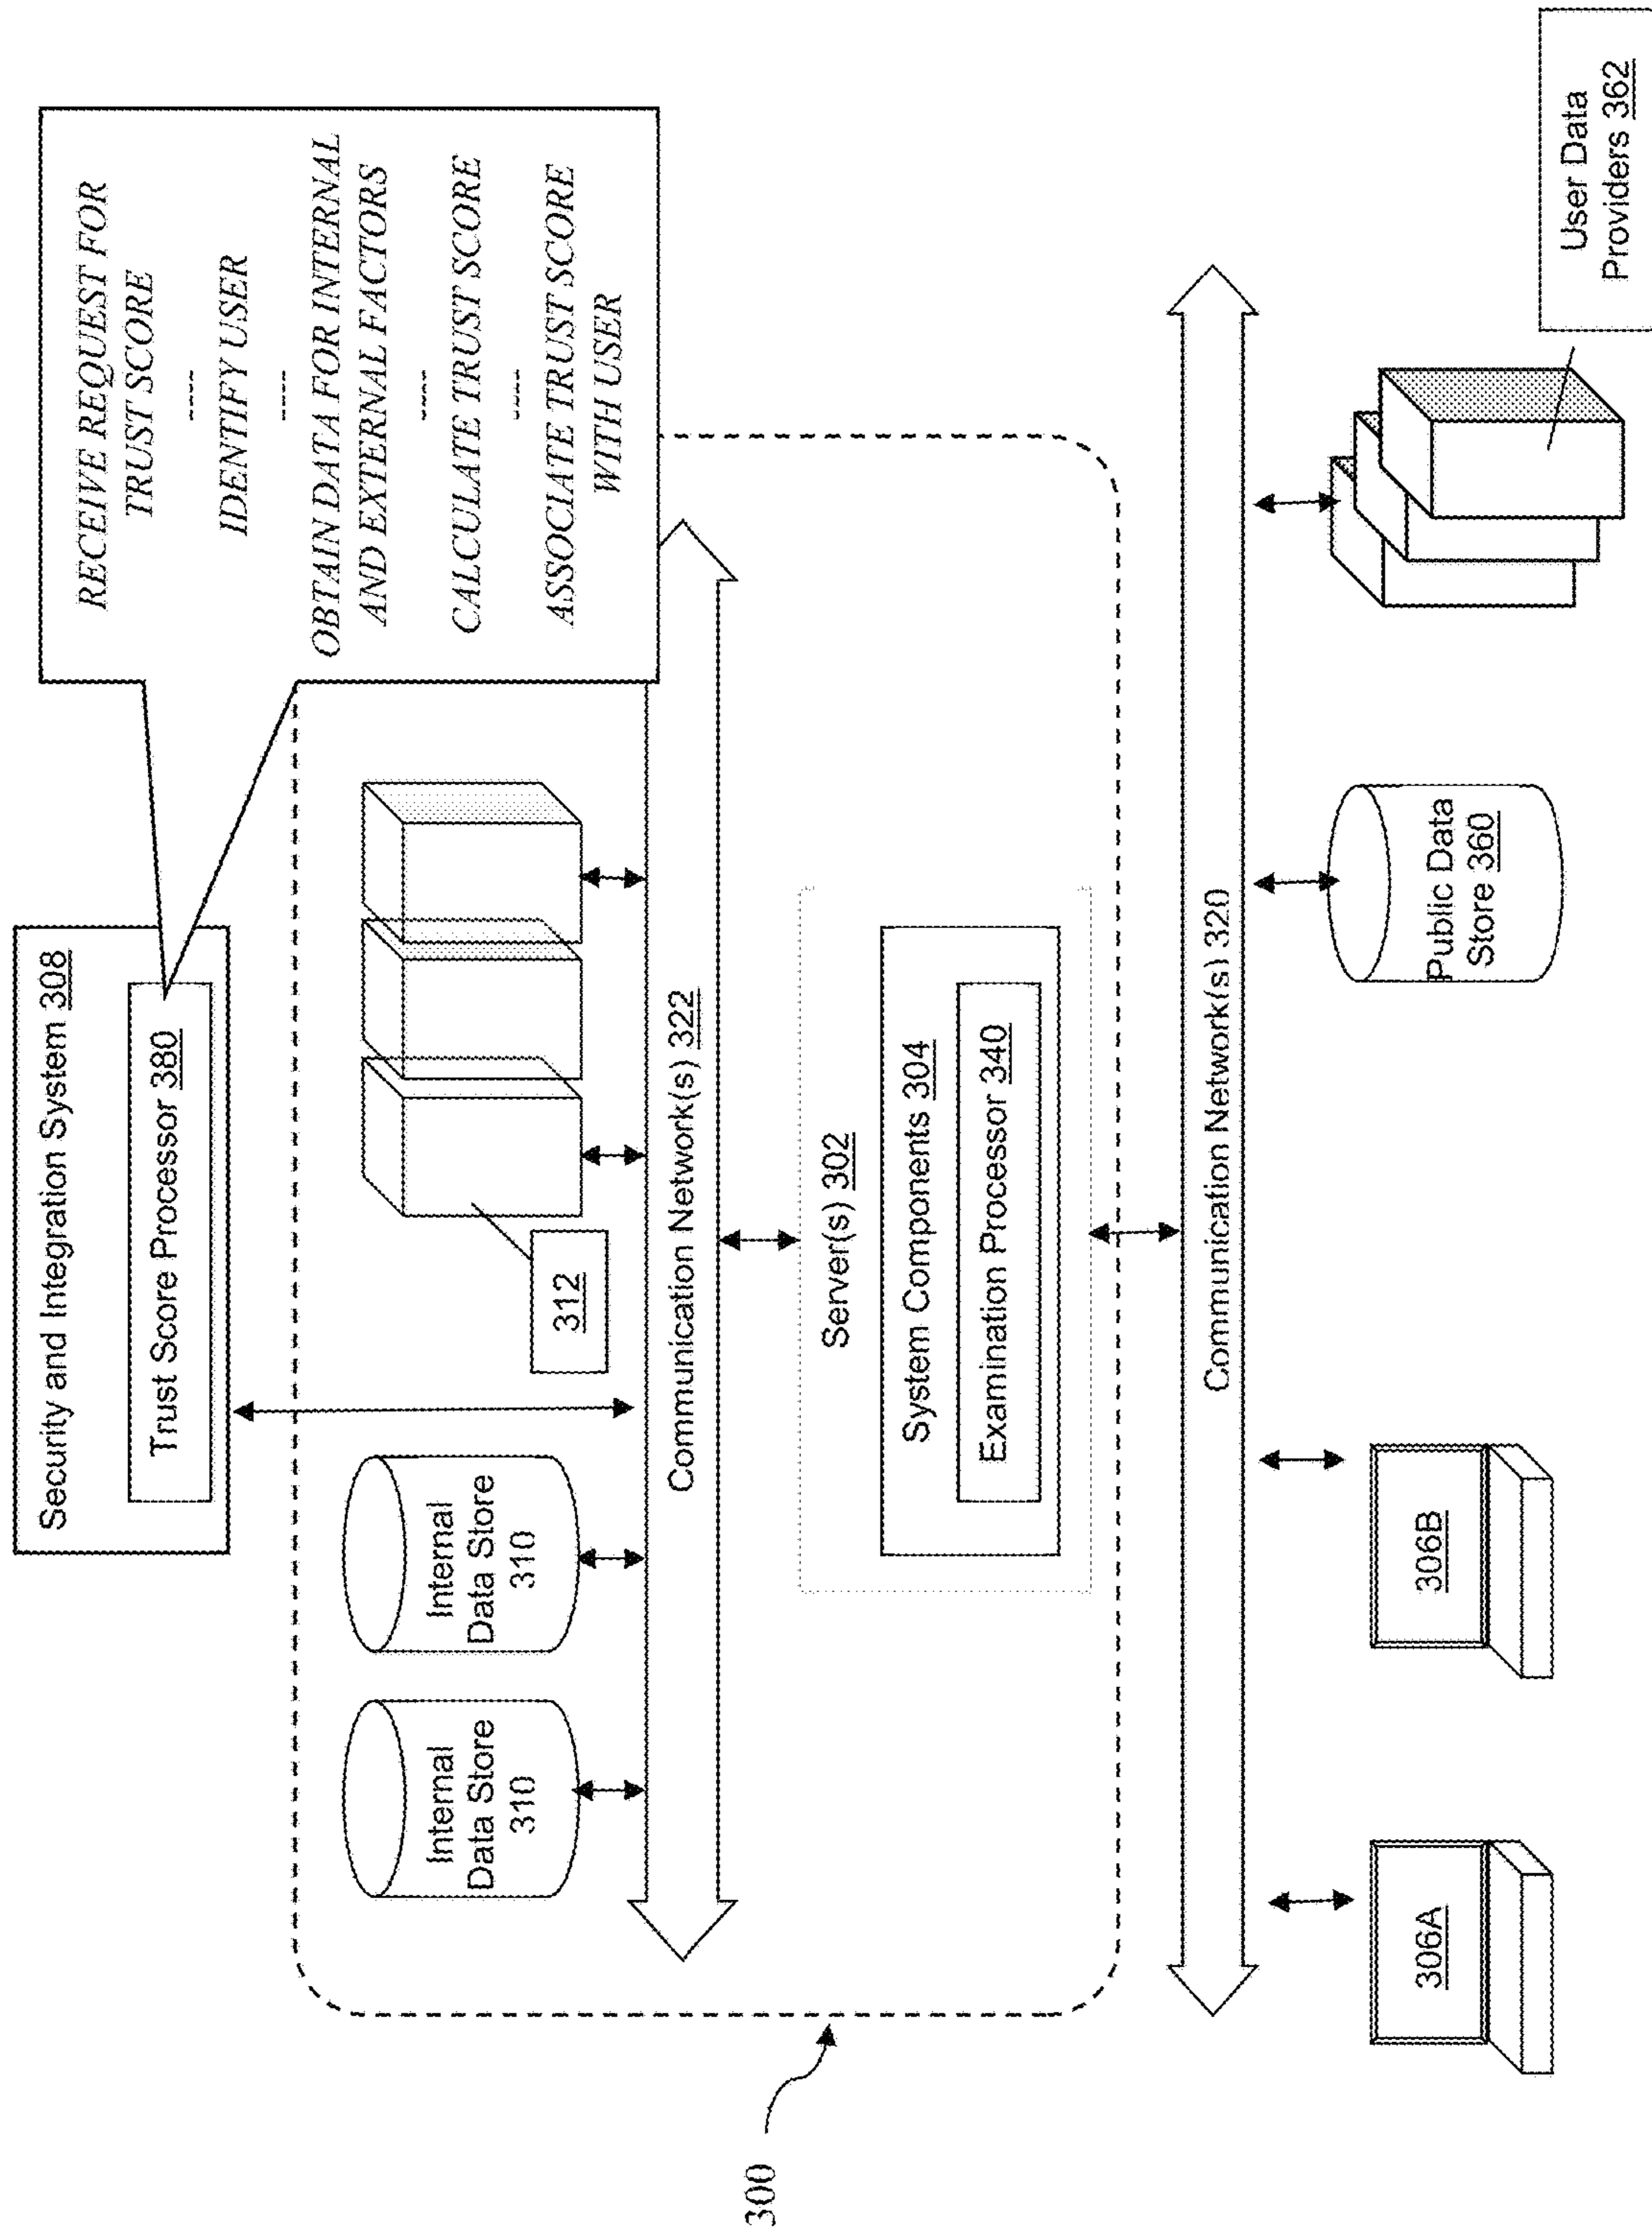 Security and Integration System 308
Trust Score Processor 380
RECEIVE REQUEST FOR
TRUST SCORE
----
IDENTIFY USER
----
OBTAIN DATA FOR INTERNAL
AND EXTERNAL FACTORS
----
CALCULATE TRUST SCORE
----
ASSOCIATE TRUST SCORE
WITH USER
Internal
Data Store
310
Internal
Data Store
310
312
Communication Network(s) 322
Server(s) 302
System Components 304
Examination Processor 340
300
Communication Network(s) 320
306A
306B
Public Data
Store 360
User Data
Providers 362